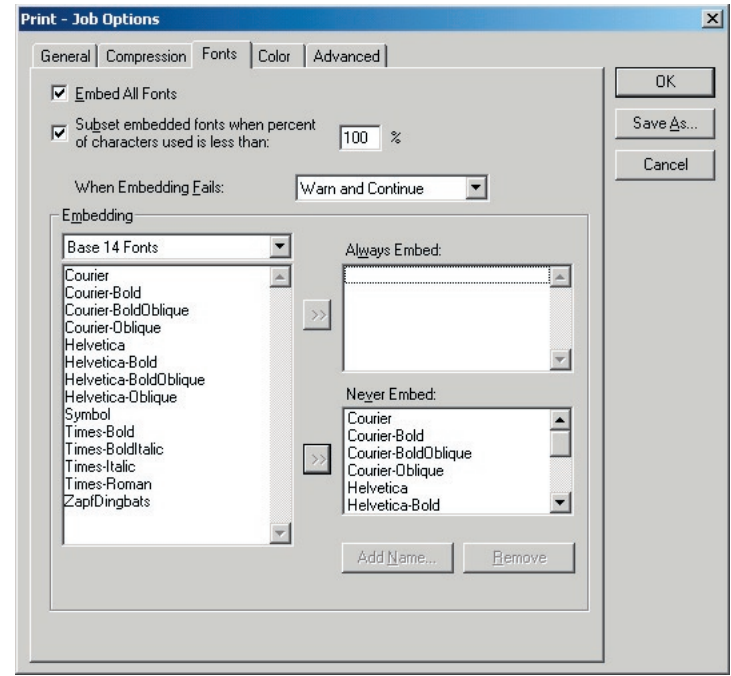 Print - Job Options
General Compression Fonts Color Advanced
Embed All Fonts
Subset embedded fonts when percent
of characters used is less than:
100 %
When Embedding Fails:
Warn and Continue
Embedding
Base 14 Fonts
Courier
Courier-Bold
Courier-BoldOblique
Courier-Oblique
Helvetica
Helvetica-Bold
Helvetica-BoldOblique
Helvetica-Oblique
Symbol
Times-Bold
Times-BoldItalic
Times-Italic
Times-Roman
ZapfDingbats
>>
>>
Always Embed:
Never Embed:
Courier
Courier-Bold
Courier-BoldOblique
Courier-Oblique
Helvetica
Helvetica-Bold
Add Name...
Remove
OK
Save As...
Cancel